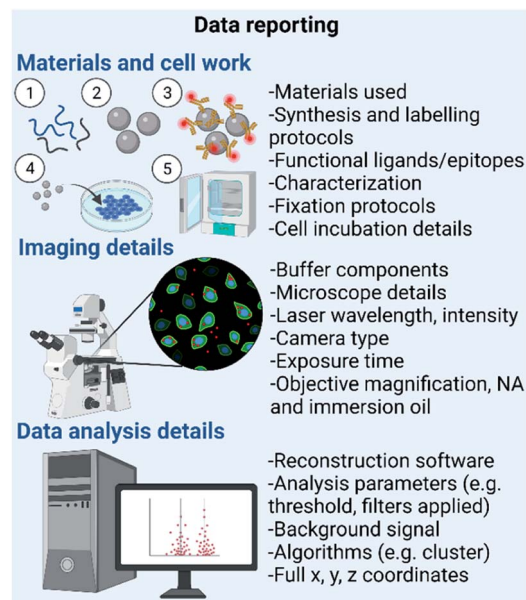 Data reporting
Materials and cell work
1
2
3
4
5
-Materials used
-Synthesis and labelling
protocols
-Functional ligands/epitopes
-Characterization
-Fixation protocols
-Cell incubation details
Imaging details
-Buffer components
-Microscope details
-Laser wavelength, intensity
-Camera type
-Exposure time
-Objective magnification, NA
and immersion oil
Data analysis details
-Reconstruction software
-Analysis parameters (e.g.
threshold, filters applied)
-Background signal
-Algorithms (e.g. cluster)
-Full x, y, z coordinates